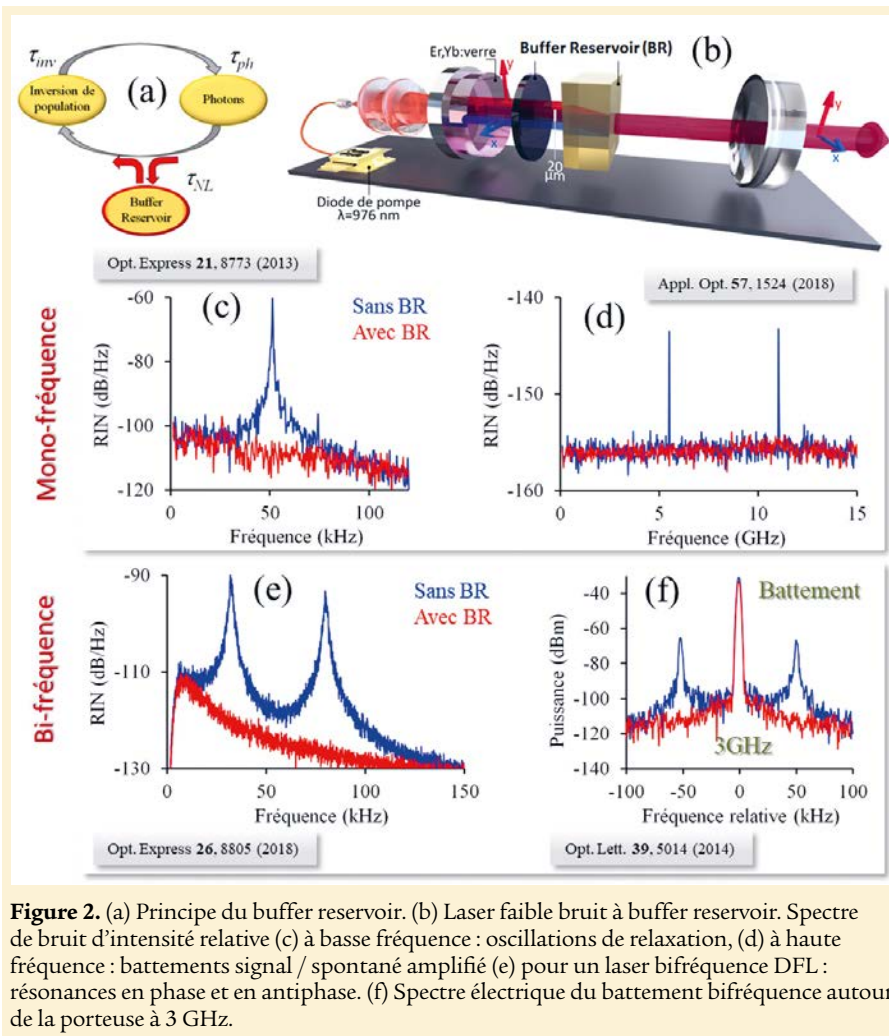 τinv
τph
(a)
Inversion de
population
Photons
τNL
Buffer
Reservoir
Er,Yb:verre
Buffer Reservoir (BR)
(b)
y
x
20
μm
y
x
Diode de pompe
λ=976 nm
Opt. Express 21, 8773 (2013)
Appl. Opt. 57, 1524 (2018)
Mono-fréquence
(c)
Sans BR
Avec BR
RIN (dB/Hz)
-60
-80
-100
-120
0 50 100
Fréquence (kHz)
(d)
RIN (dB/Hz)
-140
-150
-160
0 5 10 15
Fréquence (GHz)
Bi-fréquence
(e)
Sans BR
Avec BR
RIN (dB/Hz)
-90
-110
-130
0 50 100 150
Fréquence (kHz)
(f)
Battement
3GHz
Puissance (dBm)
-40
-60
-80
-100
-120
-140
-100 -50 0 50 100
Fréquence relative (kHz)
Opt. Express 26, 8805 (2018)
Opt. Lett. 39, 5014 (2014)
Figure 2. (a) Principe du buffer reservoir. (b) Laser faible bruit à buffer reservoir. Spectre
de bruit d'intensité relative (c) à basse fréquence : oscillations de relaxation, (d) à haute
fréquence : battements signal / spontané amplifié (e) pour un laser bifréquence DFL :
résonances en phase et en antiphase. (f) Spectre électrique du battement bifréquence autour
de la porteuse à 3 GHz.